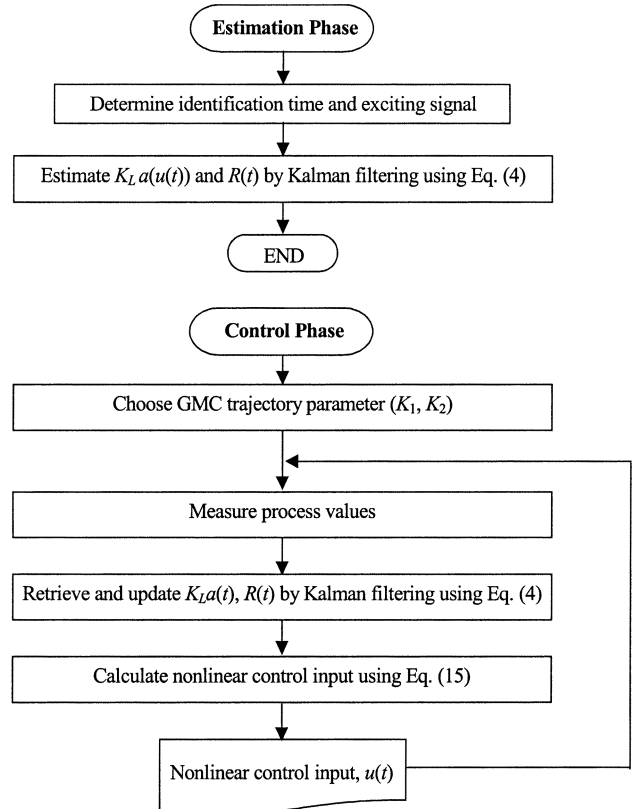 Estimation Phase
Determine identification time and exciting signal
Estimate K_L a(u(t)) and R(t) by Kalman filtering using Eq. (4)
END
Control Phase
Choose GMC trajectory parameter (K₁, K₂)
Measure process values
Retrieve and update K_La(t), R(t) by Kalman filtering using Eq. (4)
Calculate nonlinear control input using Eq. (15)
Nonlinear control input, u(t)